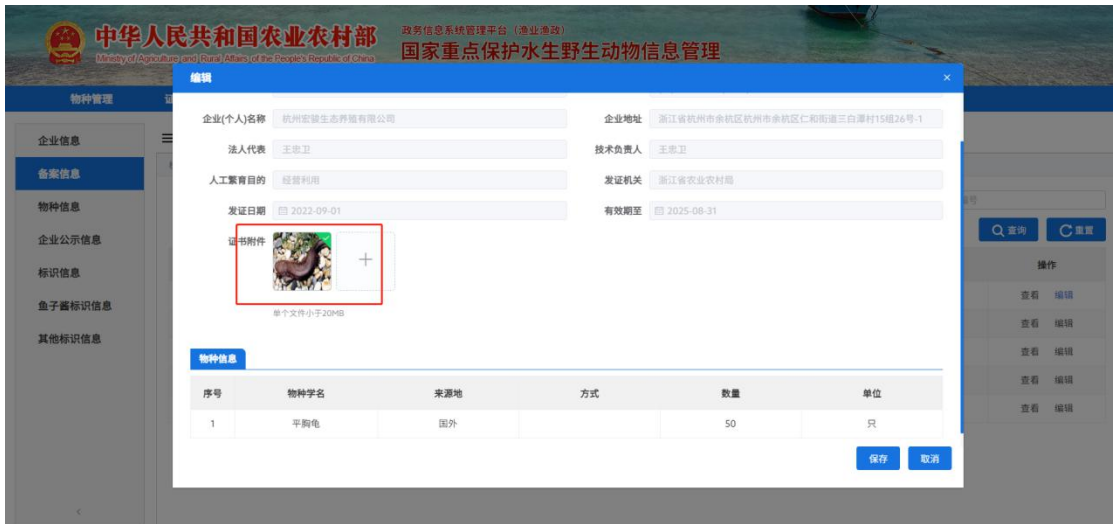 中华人民共和国农业农村部
Ministry of Agriculture and Rural Affairs of the People's Republic of China
政务信息系统管理平台（渔业渔政）
国家重点保护水生野生动物信息管理
物种管理
编辑 ×
企业信息
备案信息
物种信息
企业公示信息
标识信息
鱼子酱标识信息
其他标识信息
企业(个人)名称 杭州宏骏生态养殖有限公司 企业地址 浙江省杭州市余杭区杭州市余杭区仁和街道三白潭村15组26号-1
法人代表 王忠卫 技术负责人 王忠卫
人工繁育目的 经营利用 发证机关 浙江省农业农村局
发证日期 2022-09-01 有效期至 2025-08-31
证书附件
单个文件小于20MB
物种信息
序号 物种学名 来源地 方式 数量 单位
1 平胸龟 国外 50 只
保存 取消
查询 重置
操作
查看 编辑
查看 编辑
查看 编辑
查看 编辑
查看 编辑